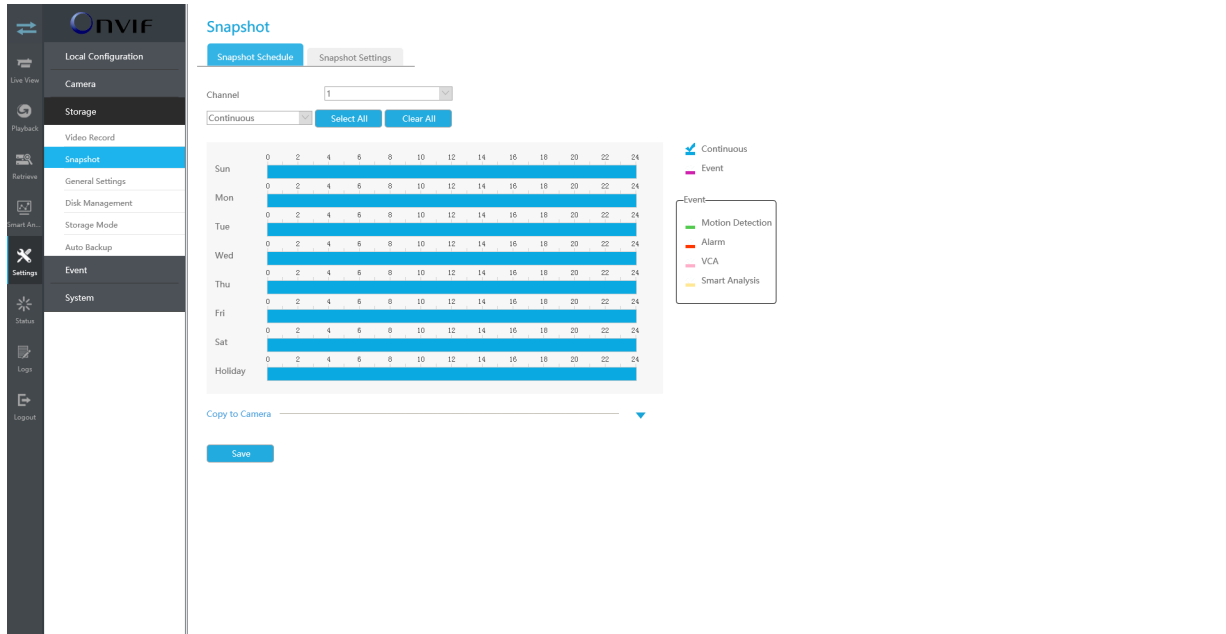 ONVIF
Live View
Playback
Retrieve
Smart An...
Settings
Status
Logs
Logout
Local Configuration
Camera
Storage
Video Record
Snapshot
General Settings
Disk Management
Storage Mode
Auto Backup
Event
System
Snapshot
Snapshot Schedule Snapshot Settings
Channel 1
Continuous Select All Clear All
0 2 4 6 8 10 12 14 16 18 20 22 24
Sun
0 2 4 6 8 10 12 14 16 18 20 22 24
Mon
0 2 4 6 8 10 12 14 16 18 20 22 24
Tue
0 2 4 6 8 10 12 14 16 18 20 22 24
Wed
0 2 4 6 8 10 12 14 16 18 20 22 24
Thu
0 2 4 6 8 10 12 14 16 18 20 22 24
Fri
0 2 4 6 8 10 12 14 16 18 20 22 24
Sat
0 2 4 6 8 10 12 14 16 18 20 22 24
Holiday
Continuous
Event
Event
Motion Detection
Alarm
VCA
Smart Analysis
Copy to Camera
Save